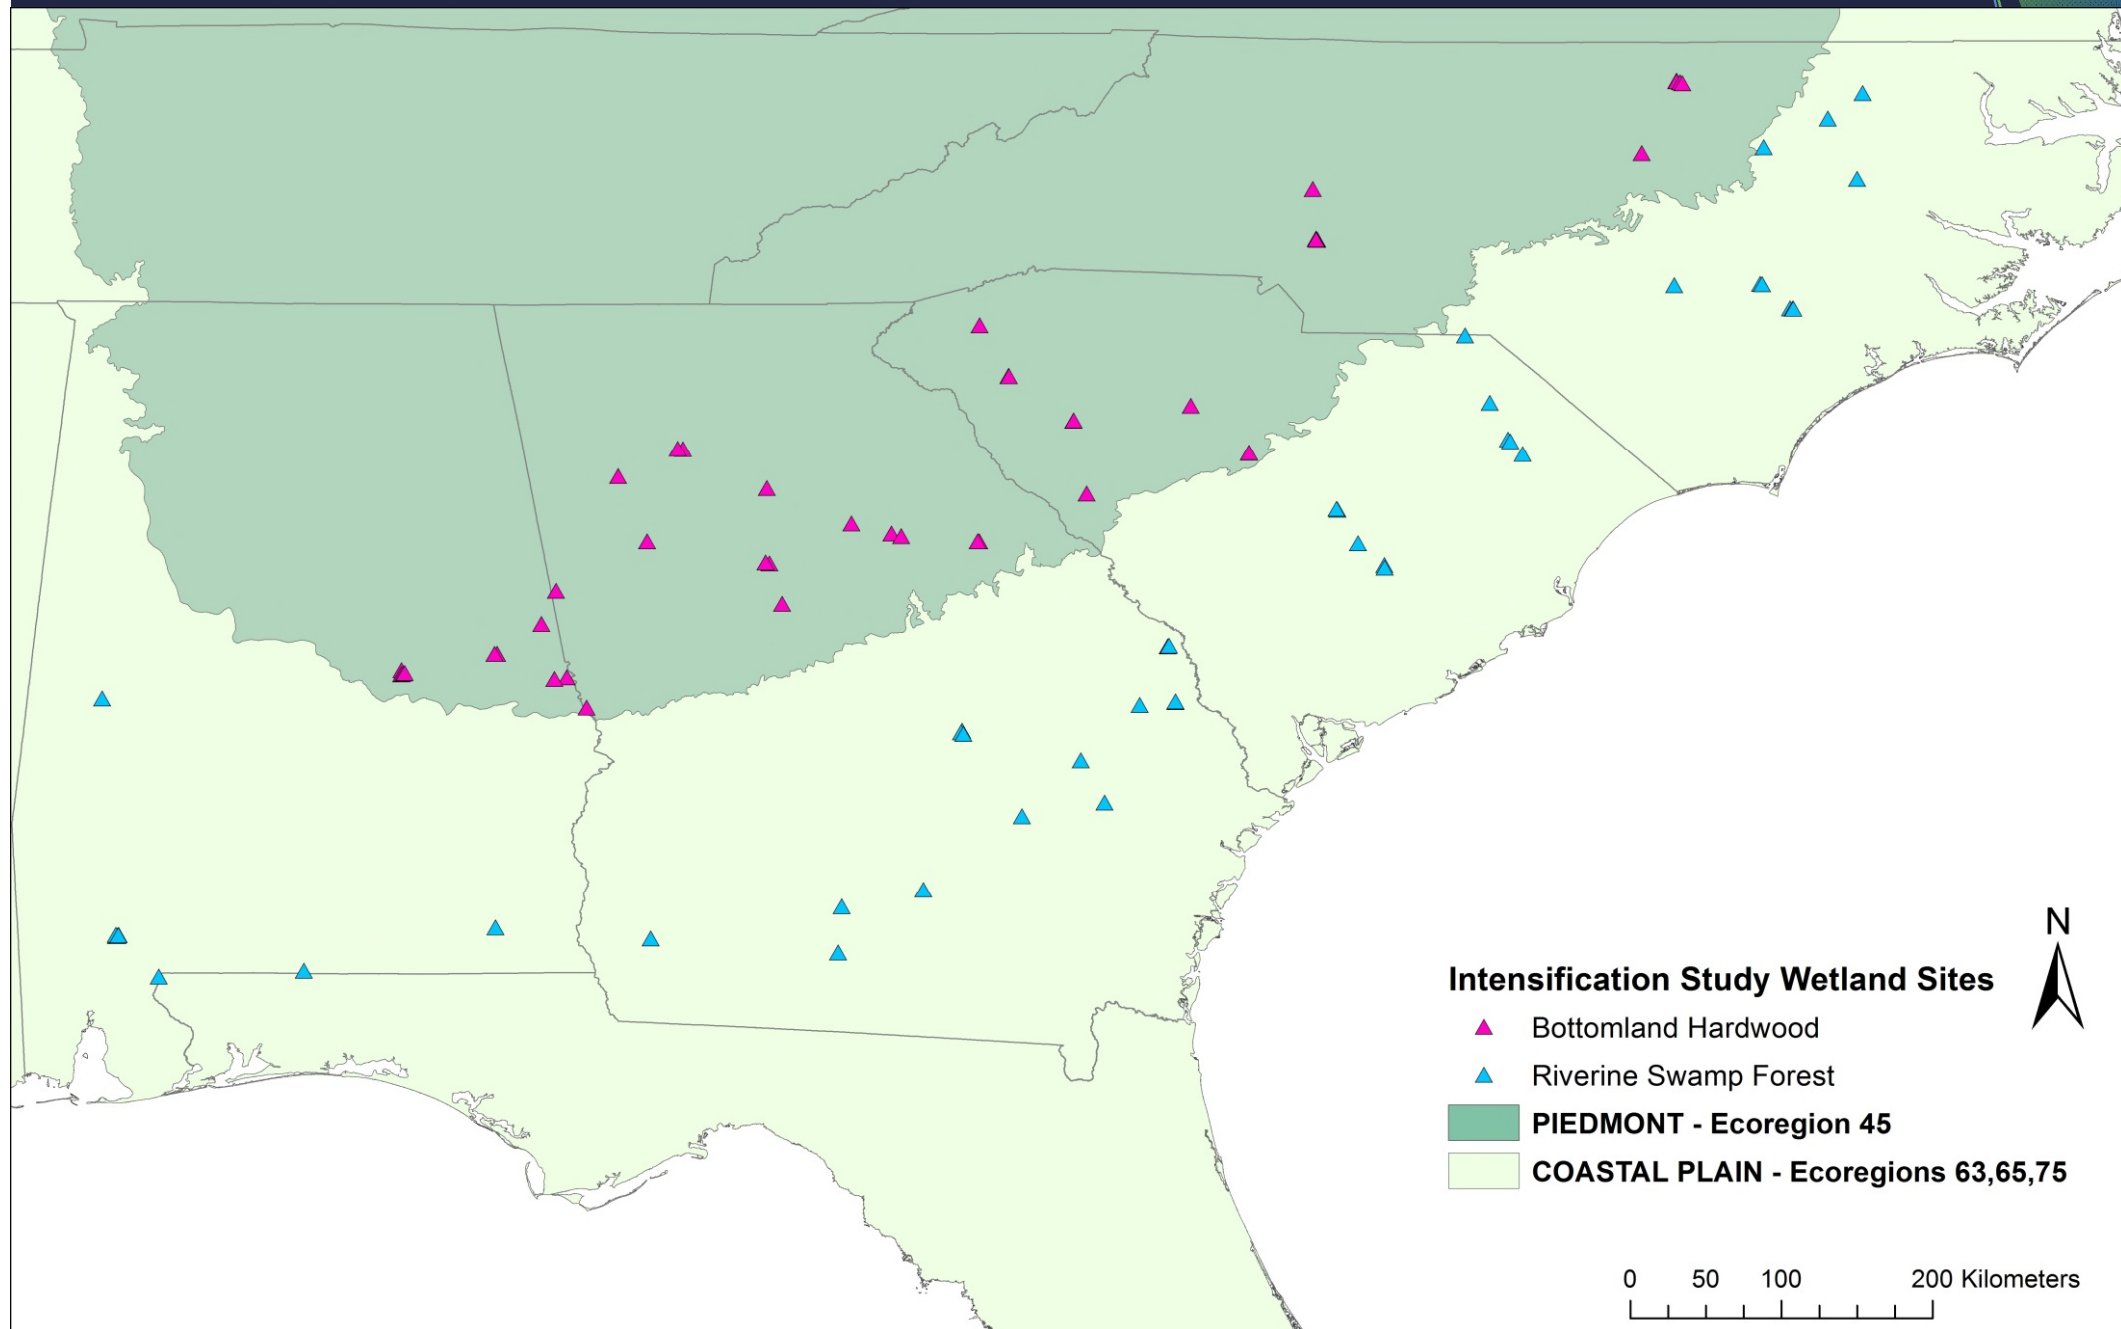 N
Intensification Study Wetland Sites
Bottomland Hardwood
Riverine Swamp Forest
PIEDMONT - Ecoregion 45
COASTAL PLAIN - Ecoregions 63,65,75
0 50 100 200 Kilometers